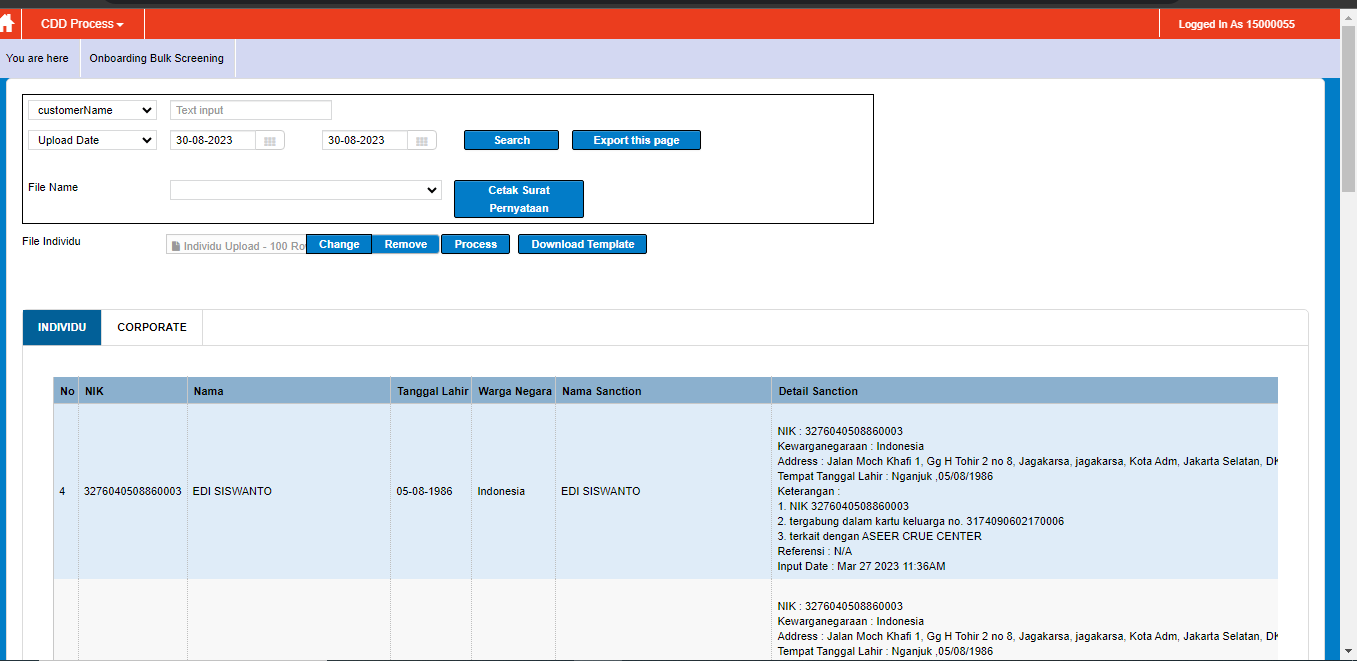 CDD Process
Logged In As 15000055
You are here
Onboarding Bulk Screening
customerName
Text input
Upload Date
30-08-2023
30-08-2023
Search
Export this page
File Name
Cetak Surat
Pernyataan
File Individu
Individu Upload - 100 Ro
Change
Remove
Process
Download Template
INDIVIDU
CORPORATE
No NIK Nama Tanggal Lahir Warga Negara Nama Sanction Detail Sanction
NIK : 3276040508860003
Kewarganegaraan : Indonesia
Address : Jalan Moch Khafi 1, Gg H Tohir 2 no 8, Jagakarsa, jagakarsa, Kota Adm, Jakarta Selatan, DK
Tempat Tanggal Lahir : Nganjuk ,05/08/1986
4 3276040508860003 EDI SISWANTO 05-08-1986 Indonesia EDI SISWANTO Keterangan :
1. NIK 3276040508860003
2. tergabung dalam kartu keluarga no. 3174090602170006
3. terkait dengan ASEER CRUE CENTER
Referensi : N/A
Input Date : Mar 27 2023 11:36AM
NIK : 3276040508860003
Kewarganegaraan : Indonesia
Address : Jalan Moch Khafi 1, Gg H Tohir 2 no 8, Jagakarsa, jagakarsa, Kota Adm, Jakarta Selatan, DK
Tempat Tanggal Lahir : Nganjuk ,05/08/1986